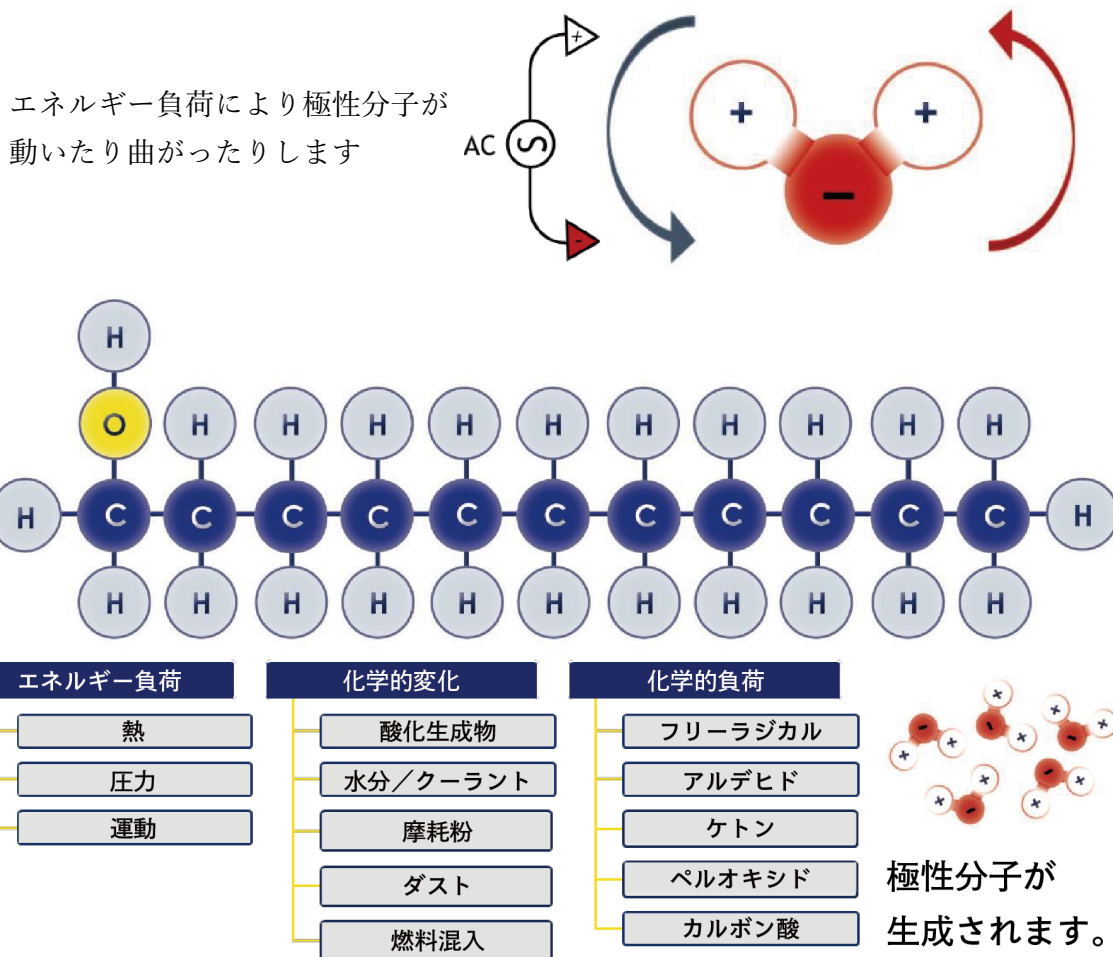 エネルギー負荷により極性分子が
動いたり曲がったりします
AC
+
-
+ +
−
H
O H H H H H H H H H H
H C C C C C C C C C C C H
H H H H H H H H H H H
エネルギー負荷
熱
圧力
運動
化学的変化
酸化生成物
水分／クーラント
摩耗粉
ダスト
燃料混入
化学的負荷
フリーラジカル
アルデヒド
ケトン
ペルオキシド
カルボン酸
+ + -
+ + -
+ + -
+ + -
+ + -
極性分子が
生成されます。